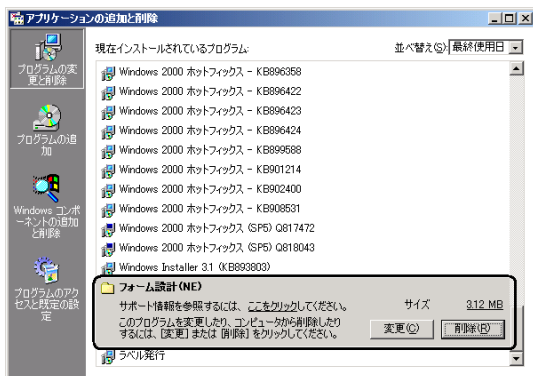 アプリケーションの追加と削除
プログラムの変
更と削除
プログラムの追
加
Windows コンポ
ーネントの追加
と削除
プログラムのアク
セスと既定の設
定
現在インストールされているプログラム:
並べ替え(S): 最終使用日
Windows 2000 ホットフィックス - KB896358
Windows 2000 ホットフィックス - KB896422
Windows 2000 ホットフィックス - KB896423
Windows 2000 ホットフィックス - KB896424
Windows 2000 ホットフィックス - KB899588
Windows 2000 ホットフィックス - KB901214
Windows 2000 ホットフィックス - KB902400
Windows 2000 ホットフィックス - KB908531
Windows 2000 ホットフィックス (SP5) Q817472
Windows 2000 ホットフィックス (SP5) Q818043
Windows Installer 3.1 (KB893803)
フォーム設計(NE)
サポート情報を参照するには、ここをクリックしてください。 サイズ 3.12 MB
このプログラムを変更したり、コンピュータから削除したり
するには、[変更] または [削除] をクリックしてください。
変更(C) 削除(R)
ラベル発行